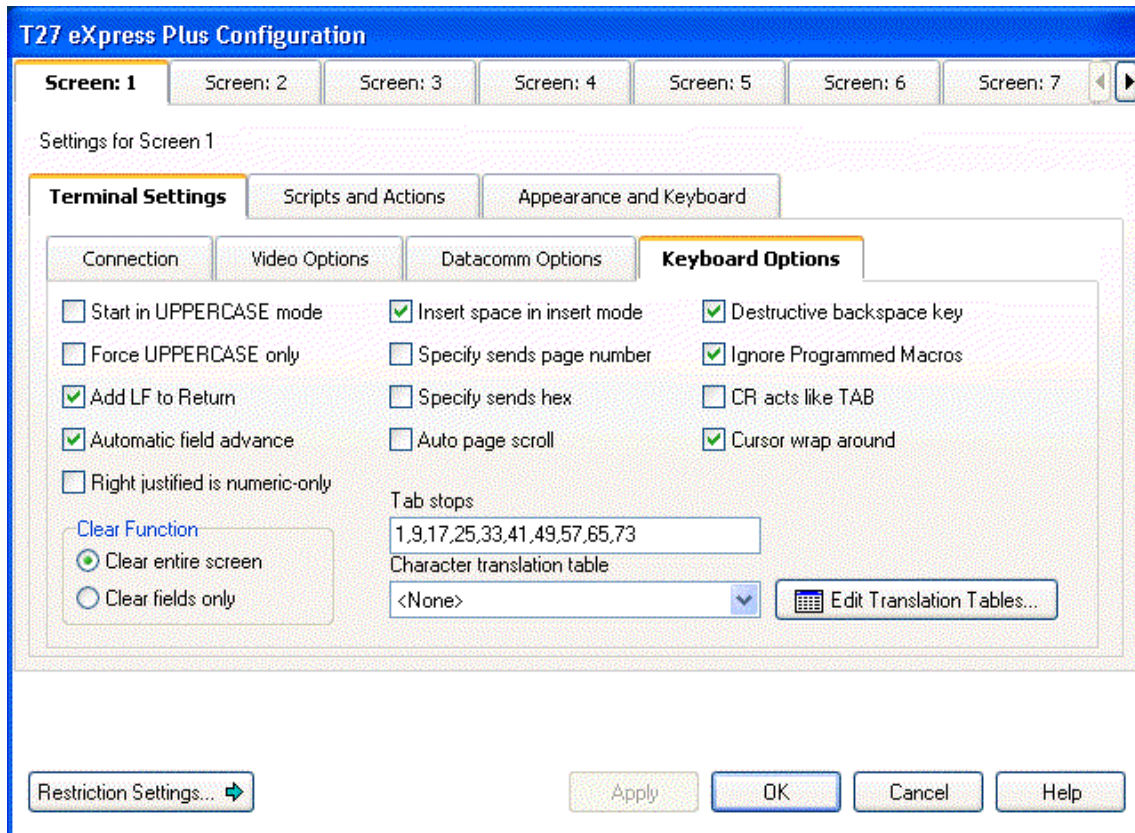 T27 eXpress Plus Configuration
Screen: 1 Screen: 2 Screen: 3 Screen: 4 Screen: 5 Screen: 6 Screen: 7
Settings for Screen 1
Terminal Settings Scripts and Actions Appearance and Keyboard
Connection Video Options Datacomm Options Keyboard Options
Start in UPPERCASE mode Insert space in insert mode Destructive backspace key
Force UPPERCASE only Specify sends page number Ignore Programmed Macros
Add LF to Return Specify sends hex CR acts like TAB
Automatic field advance Auto page scroll Cursor wrap around
Right justified is numeric-only
Tab stops
Clear Function
1,9,17,25,33,41,49,57,65,73
Clear entire screen
Character translation table
Clear fields only
<None> Edit Translation Tables...
Restriction Settings... Apply OK Cancel Help